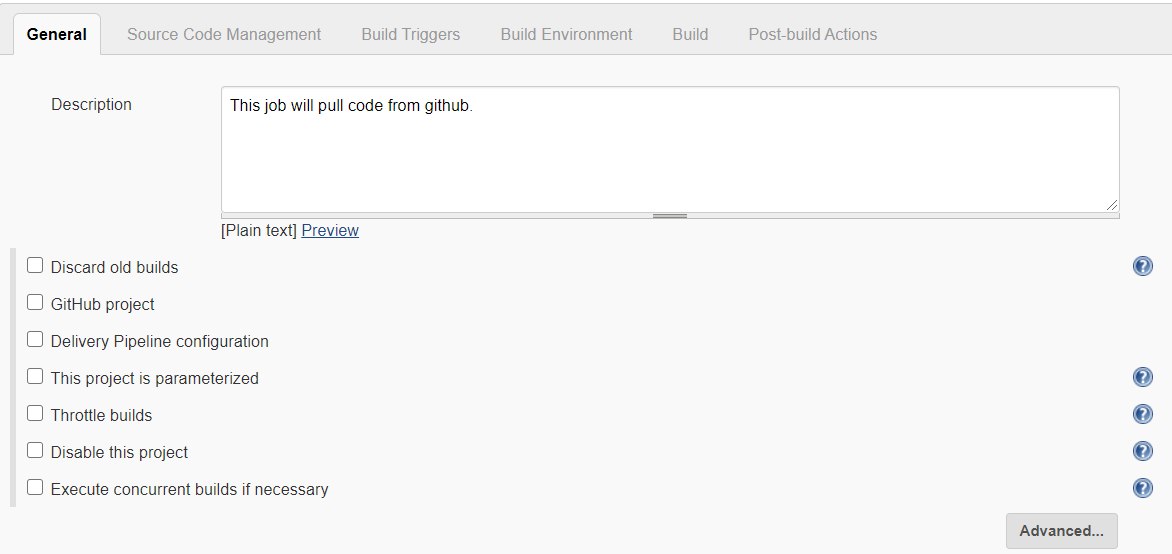 General Source Code Management Build Triggers Build Environment Build Post-build Actions
Description
This job will pull code from github.
[Plain text] Preview
Discard old builds ?
GitHub project
Delivery Pipeline configuration
This project is parameterized ?
Throttle builds ?
Disable this project ?
Execute concurrent builds if necessary ?
Advanced...